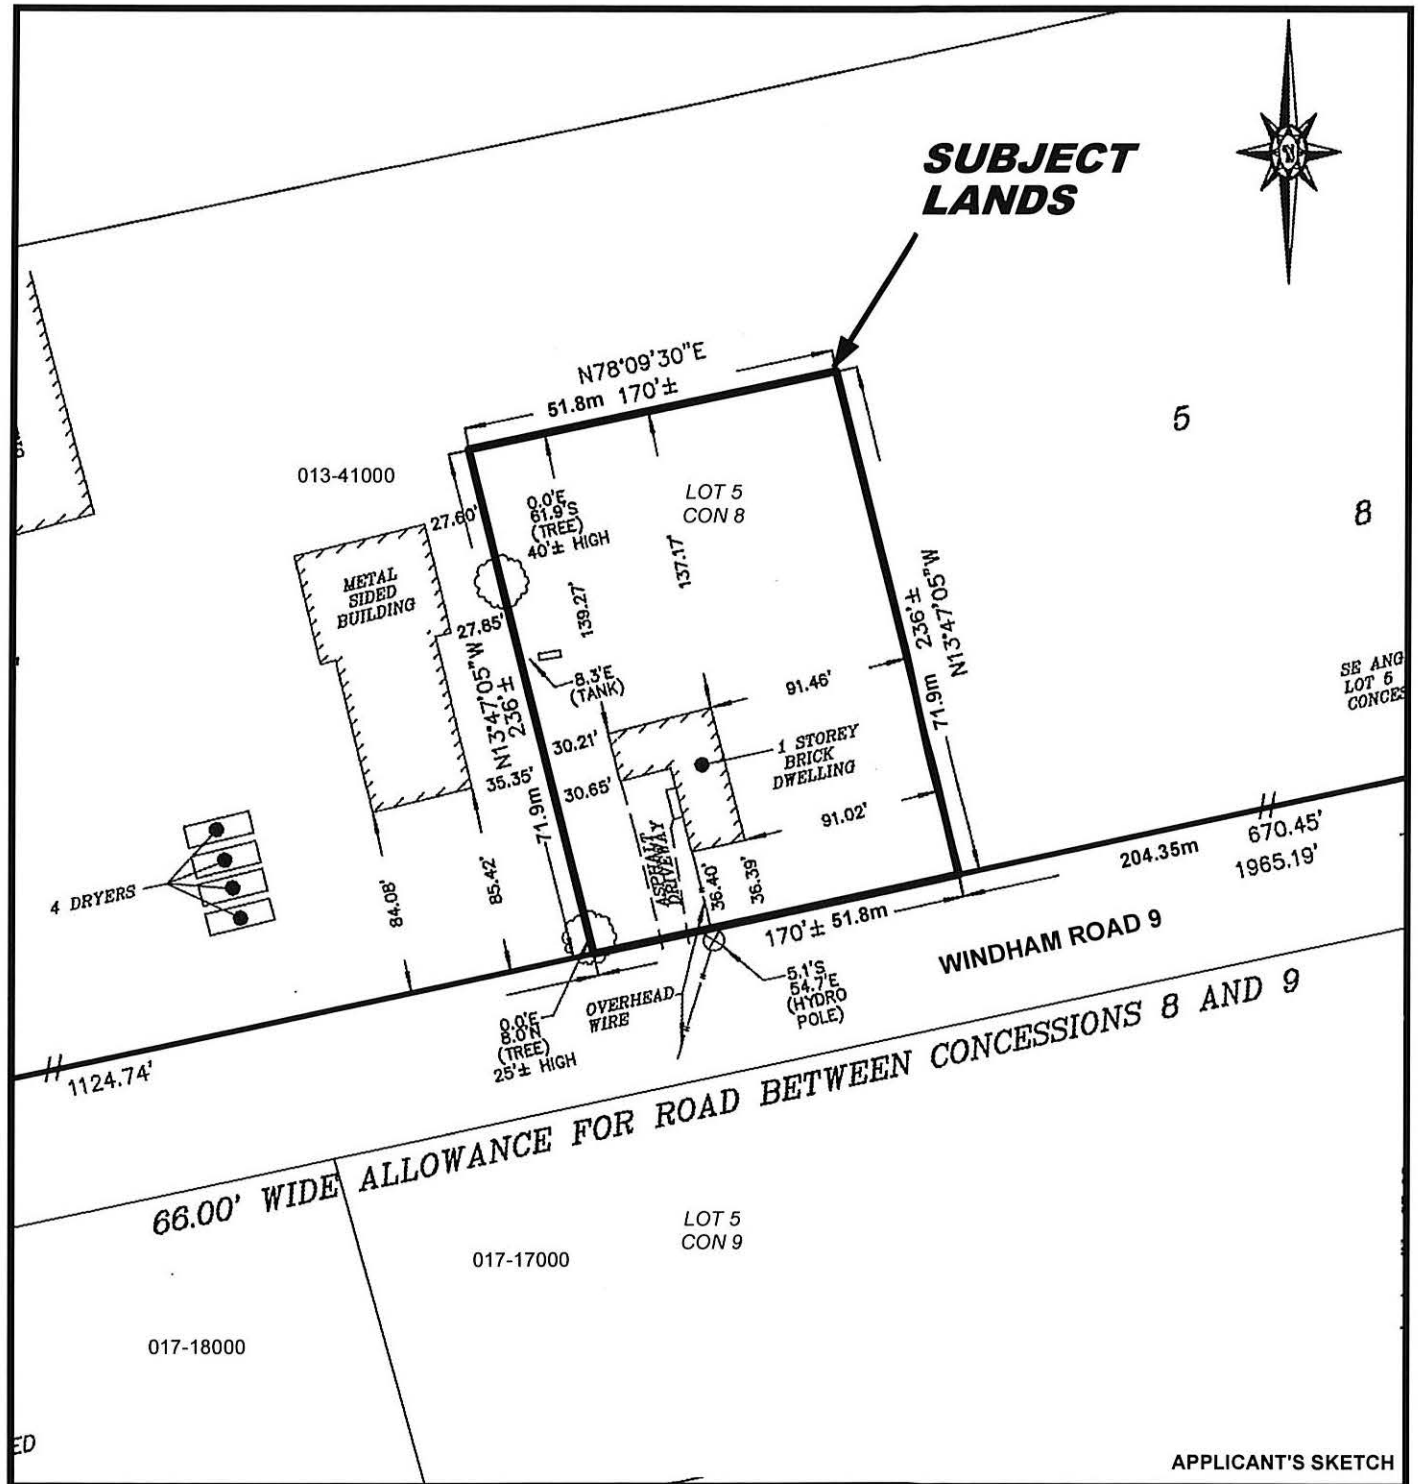 SUBJECT
LANDS
N
N78°09'30"E
51.8m 170'±
5
8
013-41000
LOT 5
CON 8
0.0'E
61.9'S
(TREE)
40'± HIGH
27.60'
METAL
SIDED
BUILDING
137.17'
139.27'
27.85'
N13°47'05"W
236'±
71.9m
N13°47'05"W
236'±
71.9m
8.3'E
(TANK)
91.46'
SE ANG
LOT 5
CONCES
30.21'
1 STOREY
BRICK
DWELLING
35.35'
30.65'
91.02'
ASPHALT
DRIVEWAY
36.40'
36.39'
4 DRYERS
84.08'
85.42'
204.35m
670.45'
1965.19'
170'± 51.8m
WINDHAM ROAD 9
5.1'S
54.7'E
(HYDRO
POLE)
OVERHEAD
WIRE
0.0'E
8.0'N
(TREE)
25'± HIGH
1124.74'
66.00' WIDE ALLOWANCE FOR ROAD BETWEEN CONCESSIONS 8 AND 9
LOT 5
CON 9
017-17000
017-18000
ED
APPLICANT'S SKETCH